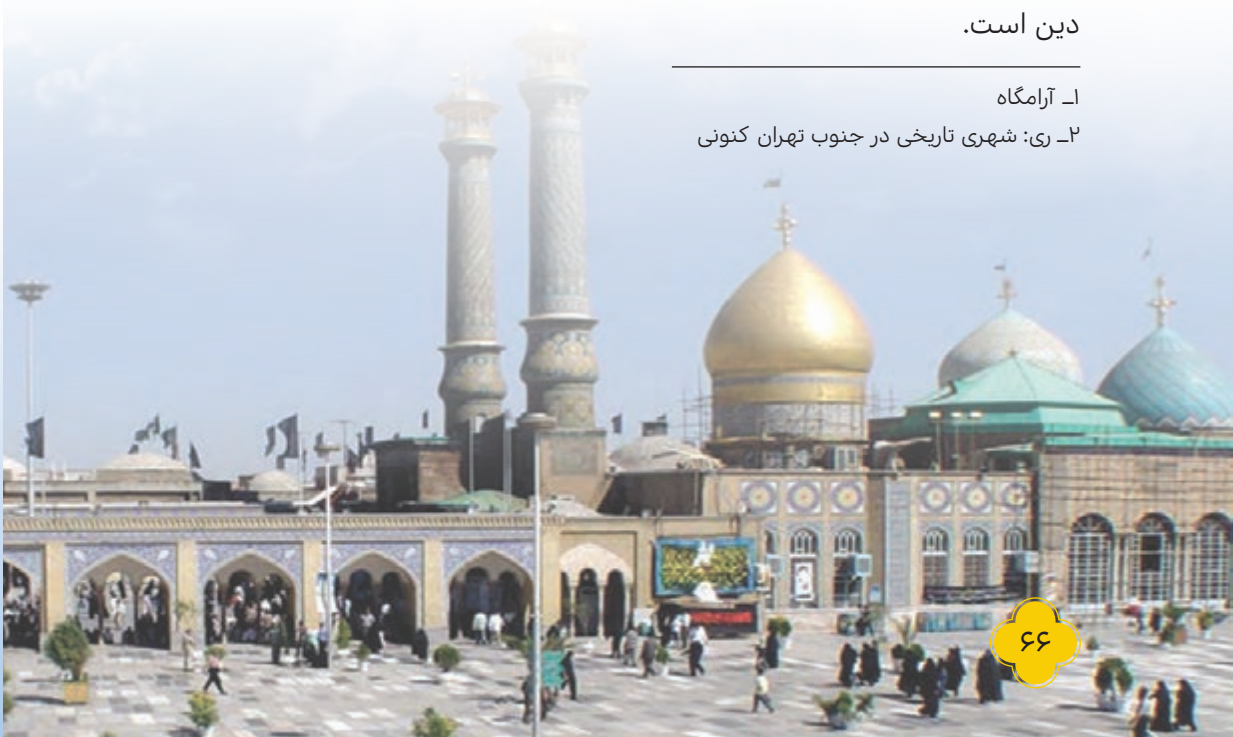 دین است.
۱ـ آرامگاه
۲ـ ری: شهری تاریخی در جنوب تهران کنونی
۶۶